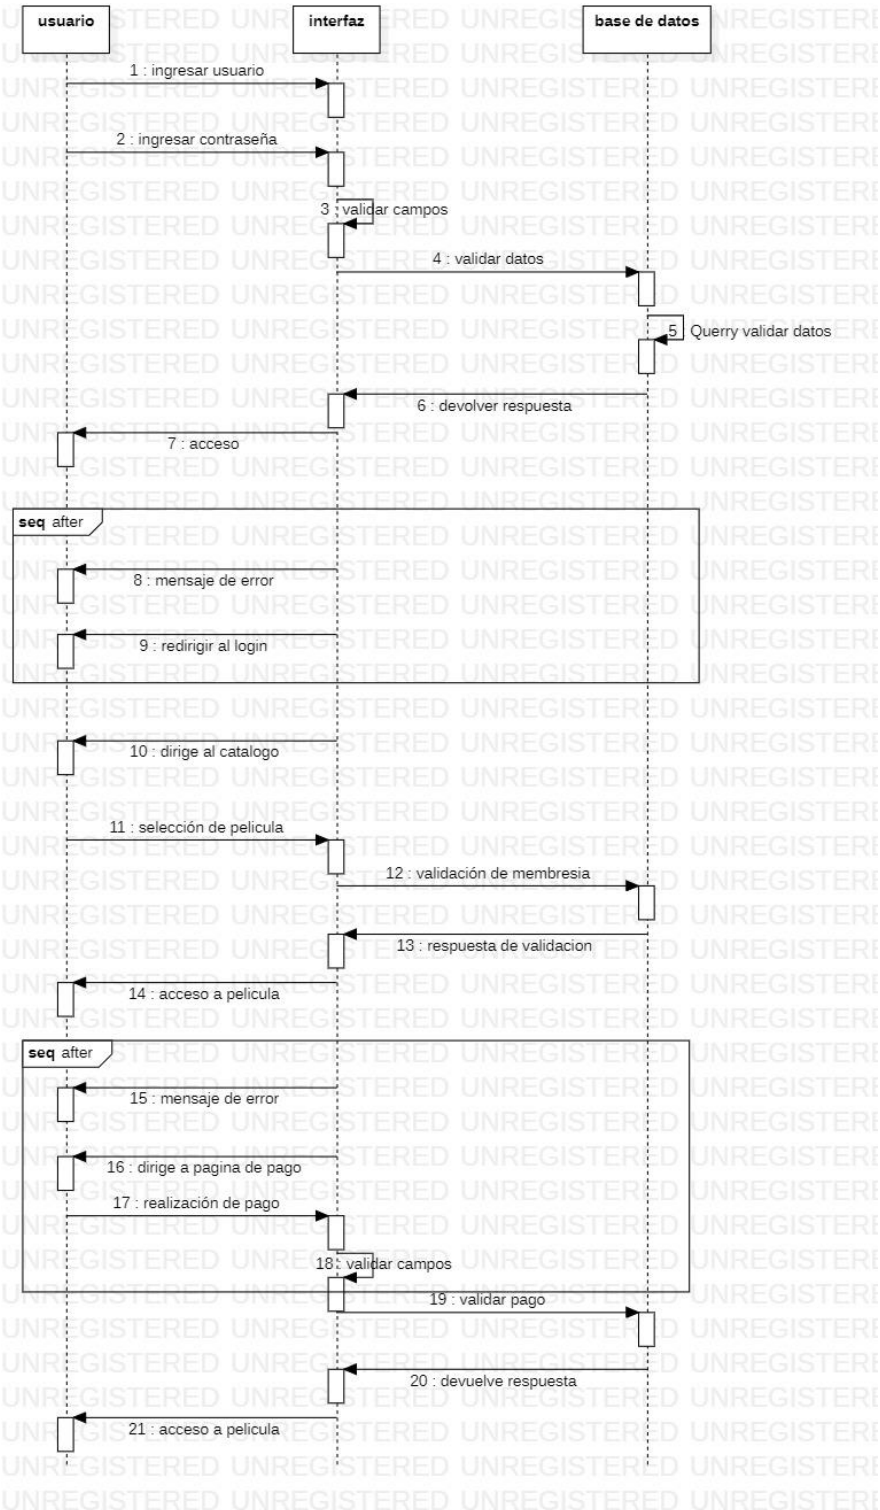 usuario
interfaz
base de datos
1 : ingresar usuario
2 : ingresar contraseña
3 : validar campos
4 : validar datos
5 Querry validar datos
6 : devolver respuesta
7 : acceso
seq after
8 : mensaje de error
9 : redirigir al login
10 : dirige al catalogo
11 : selección de pelicula
12 : validación de membresia
13 : respuesta de validacion
14 : acceso a pelicula
seq after
15 : mensaje de error
16 : dirige a pagina de pago
17 : realización de pago
18 : validar campos
19 : validar pago
20 : devuelve respuesta
21 : acceso a pelicula
UNREGISTERED